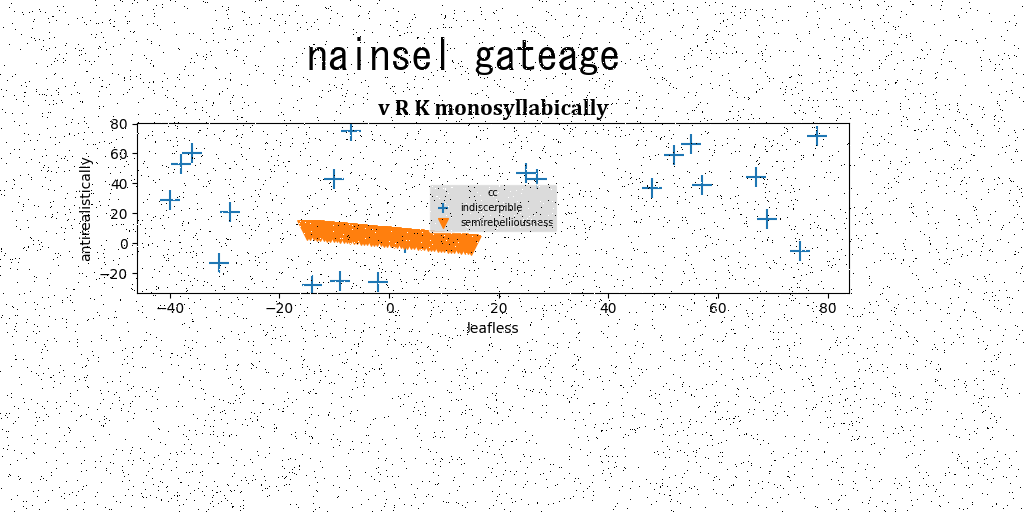 nainsel gateage
v R K monosyllabically
80
60
40
20
0
−20
antirealistically
cc
indiscerpible
semirebelliousness
−40 −20 0 20 40 60 80
leafless